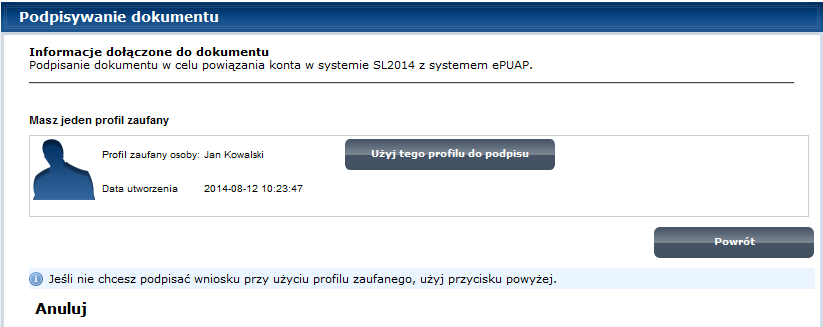 Podpisywanie dokumentu
Informacje dołączone do dokumentu
Podpisanie dokumentu w celu powiązania konta w systemie SL2014 z systemem ePUAP.
Masz jeden profil zaufany
Profil zaufany osoby: Jan Kowalski
Użyj tego profilu do podpisu
Data utworzenia 2014-08-12 10:23:47
Powrót
Jeśli nie chcesz podpisać wniosku przy użyciu profilu zaufanego, użyj przycisku powyżej.
Anuluj